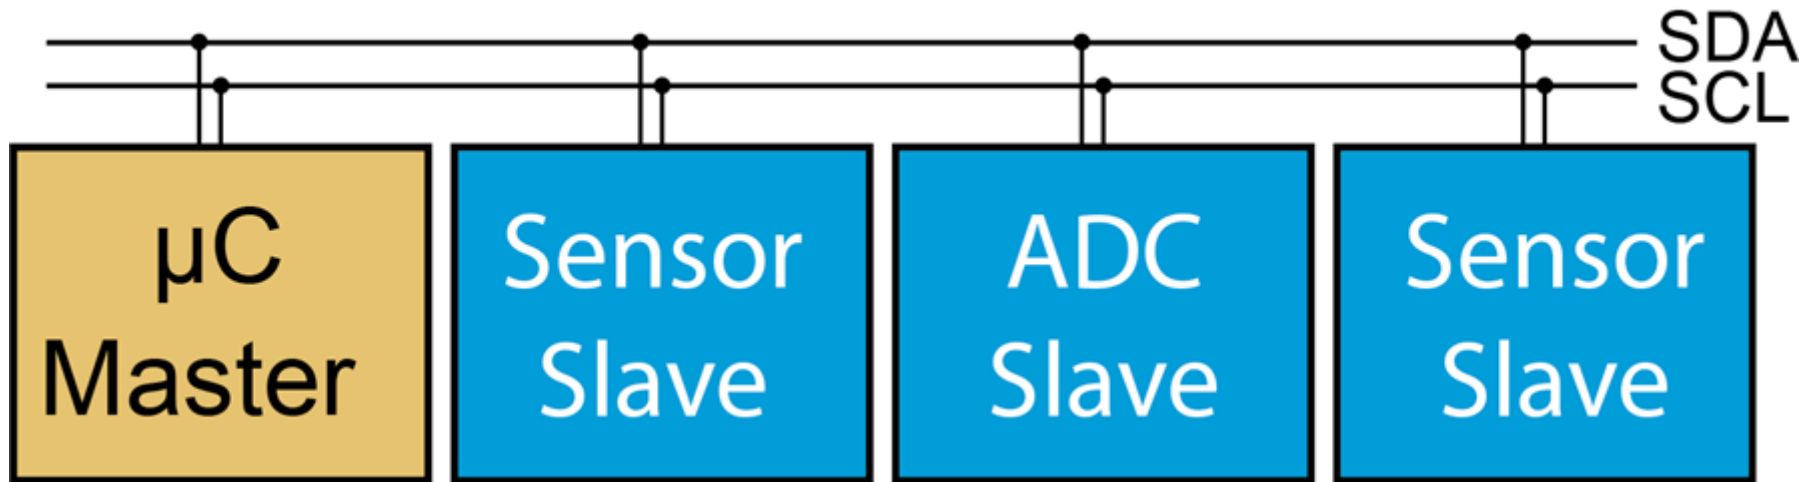 SDA
SCL
µC
Master
Sensor
Slave
ADC
Slave
Sensor
Slave